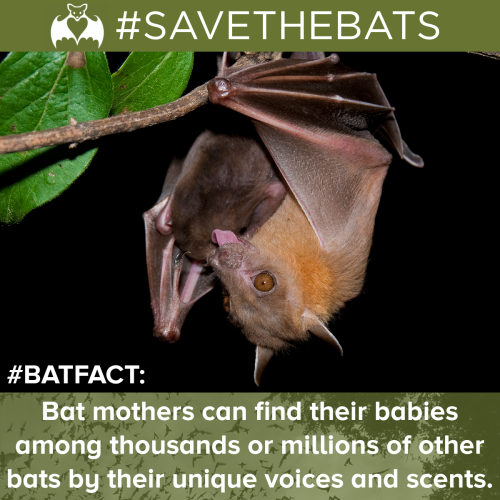 #SAVETHEBATS
#BATFACT:
Bat mothers can find their babies
among thousands or millions of other
bats by their unique voices and scents.